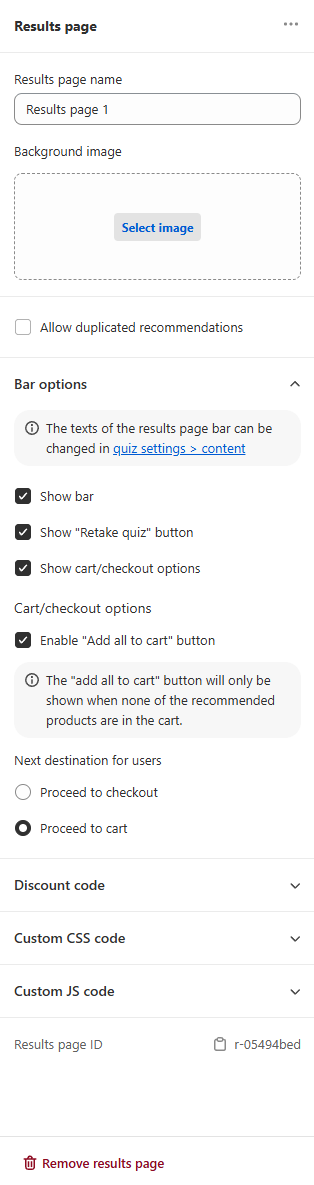 Results page
Results page name
Results page 1
Background image
Select image
Allow duplicated recommendations
Bar options
The texts of the results page bar can be
changed in quiz settings > content
Show bar
Show "Retake quiz" button
Show cart/checkout options
Cart/checkout options
Enable "Add all to cart" button
The "add all to cart" button will only be
shown when none of the recommended
products are in the cart.
Next destination for users
Proceed to checkout
Proceed to cart
Discount code
Custom CSS code
Custom JS code
Results page ID r-05494bed
Remove results page